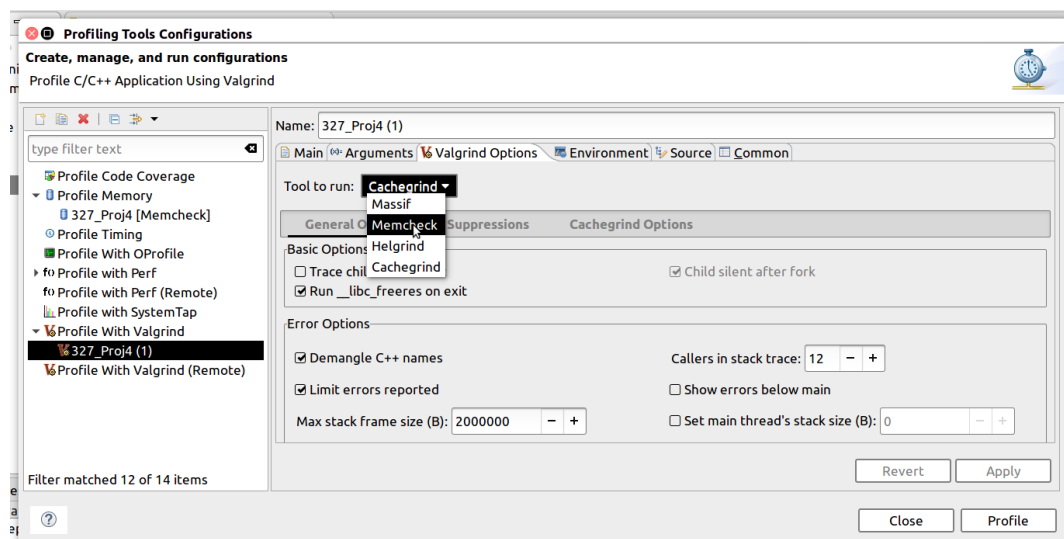 Profiling Tools Configurations
Create, manage, and run configurations
Profile C/C++ Application Using Valgrind
type filter text
Profile Code Coverage
Profile Memory
327_Proj4 [Memcheck]
Profile Timing
Profile With OProfile
Profile with Perf
Profile with Perf (Remote)
Profile with SystemTap
Profile With Valgrind
327_Proj4 (1)
Profile With Valgrind (Remote)
Filter matched 12 of 14 items
Name: 327_Proj4 (1)
Main Arguments Valgrind Options Environment Source Common
Tool to run: Cachegrind
Massif
Memcheck
Helgrind
Cachegrind
General O Suppressions Cachegrind Options
Basic Options
Trace chil Child silent after fork
Run __libc_freeres on exit
Error Options
Demangle C++ names Callers in stack trace: 12 − +
Limit errors reported Show errors below main
Max stack frame size (B): 2000000 − + Set main thread's stack size (B): 0 − +
Revert Apply
Close Profile